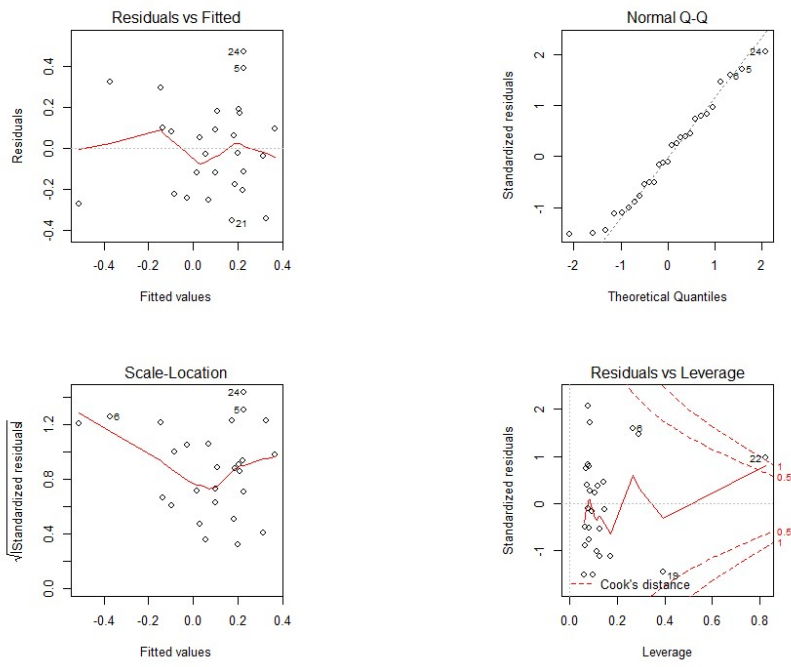 Residuals vs Fitted
Residuals
-0.4 -0.2 0.0 0.2 0.4
24
5
21
-0.4 -0.2 0.0 0.2 0.4
Fitted values
Normal Q-Q
Standardized residuals
-1 0 1 2
24
6 5
-2 -1 0 1 2
Theoretical Quantiles
Scale-Location
√|Standardized residuals|
0.0 0.4 0.8 1.2
24
6
5
-0.4 -0.2 0.0 0.2 0.4
Fitted values
Residuals vs Leverage
Standardized residuals
-1 0 1 2
6
22
1
0.5
0.5
1
19
Cook's distance
0.0 0.2 0.4 0.6 0.8
Leverage